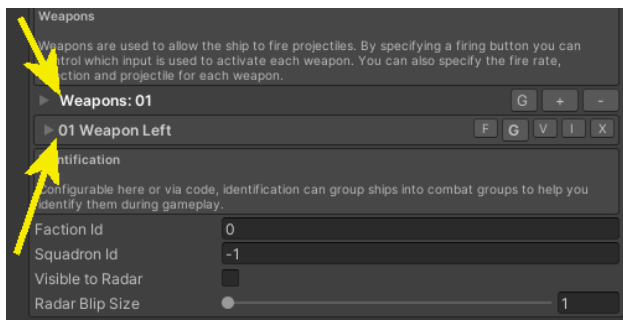 Weapons
Weapons are used to allow the ship to fire projectiles. By specifying a firing button you can
control which input is used to activate each weapon. You can also specify the fire rate,
direction and projectile for each weapon.
Weapons: 01 G + -
01 Weapon Left F G V I X
Identification
Configurable here or via code, identification can group ships into combat groups to help you
identify them during gameplay.
Faction Id 0
Squadron Id -1
Visible to Radar
Radar Blip Size 1